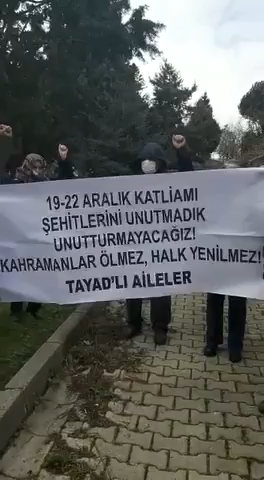 19-22 ARALIK KATLİAMI
ŞEHİTLERİNİ UNUTMADIK
UNUTTURMAYACAĞIZ!
KAHRAMANLAR ÖLMEZ, HALK YENİLMEZ!
TAYAD'LI AİLELER